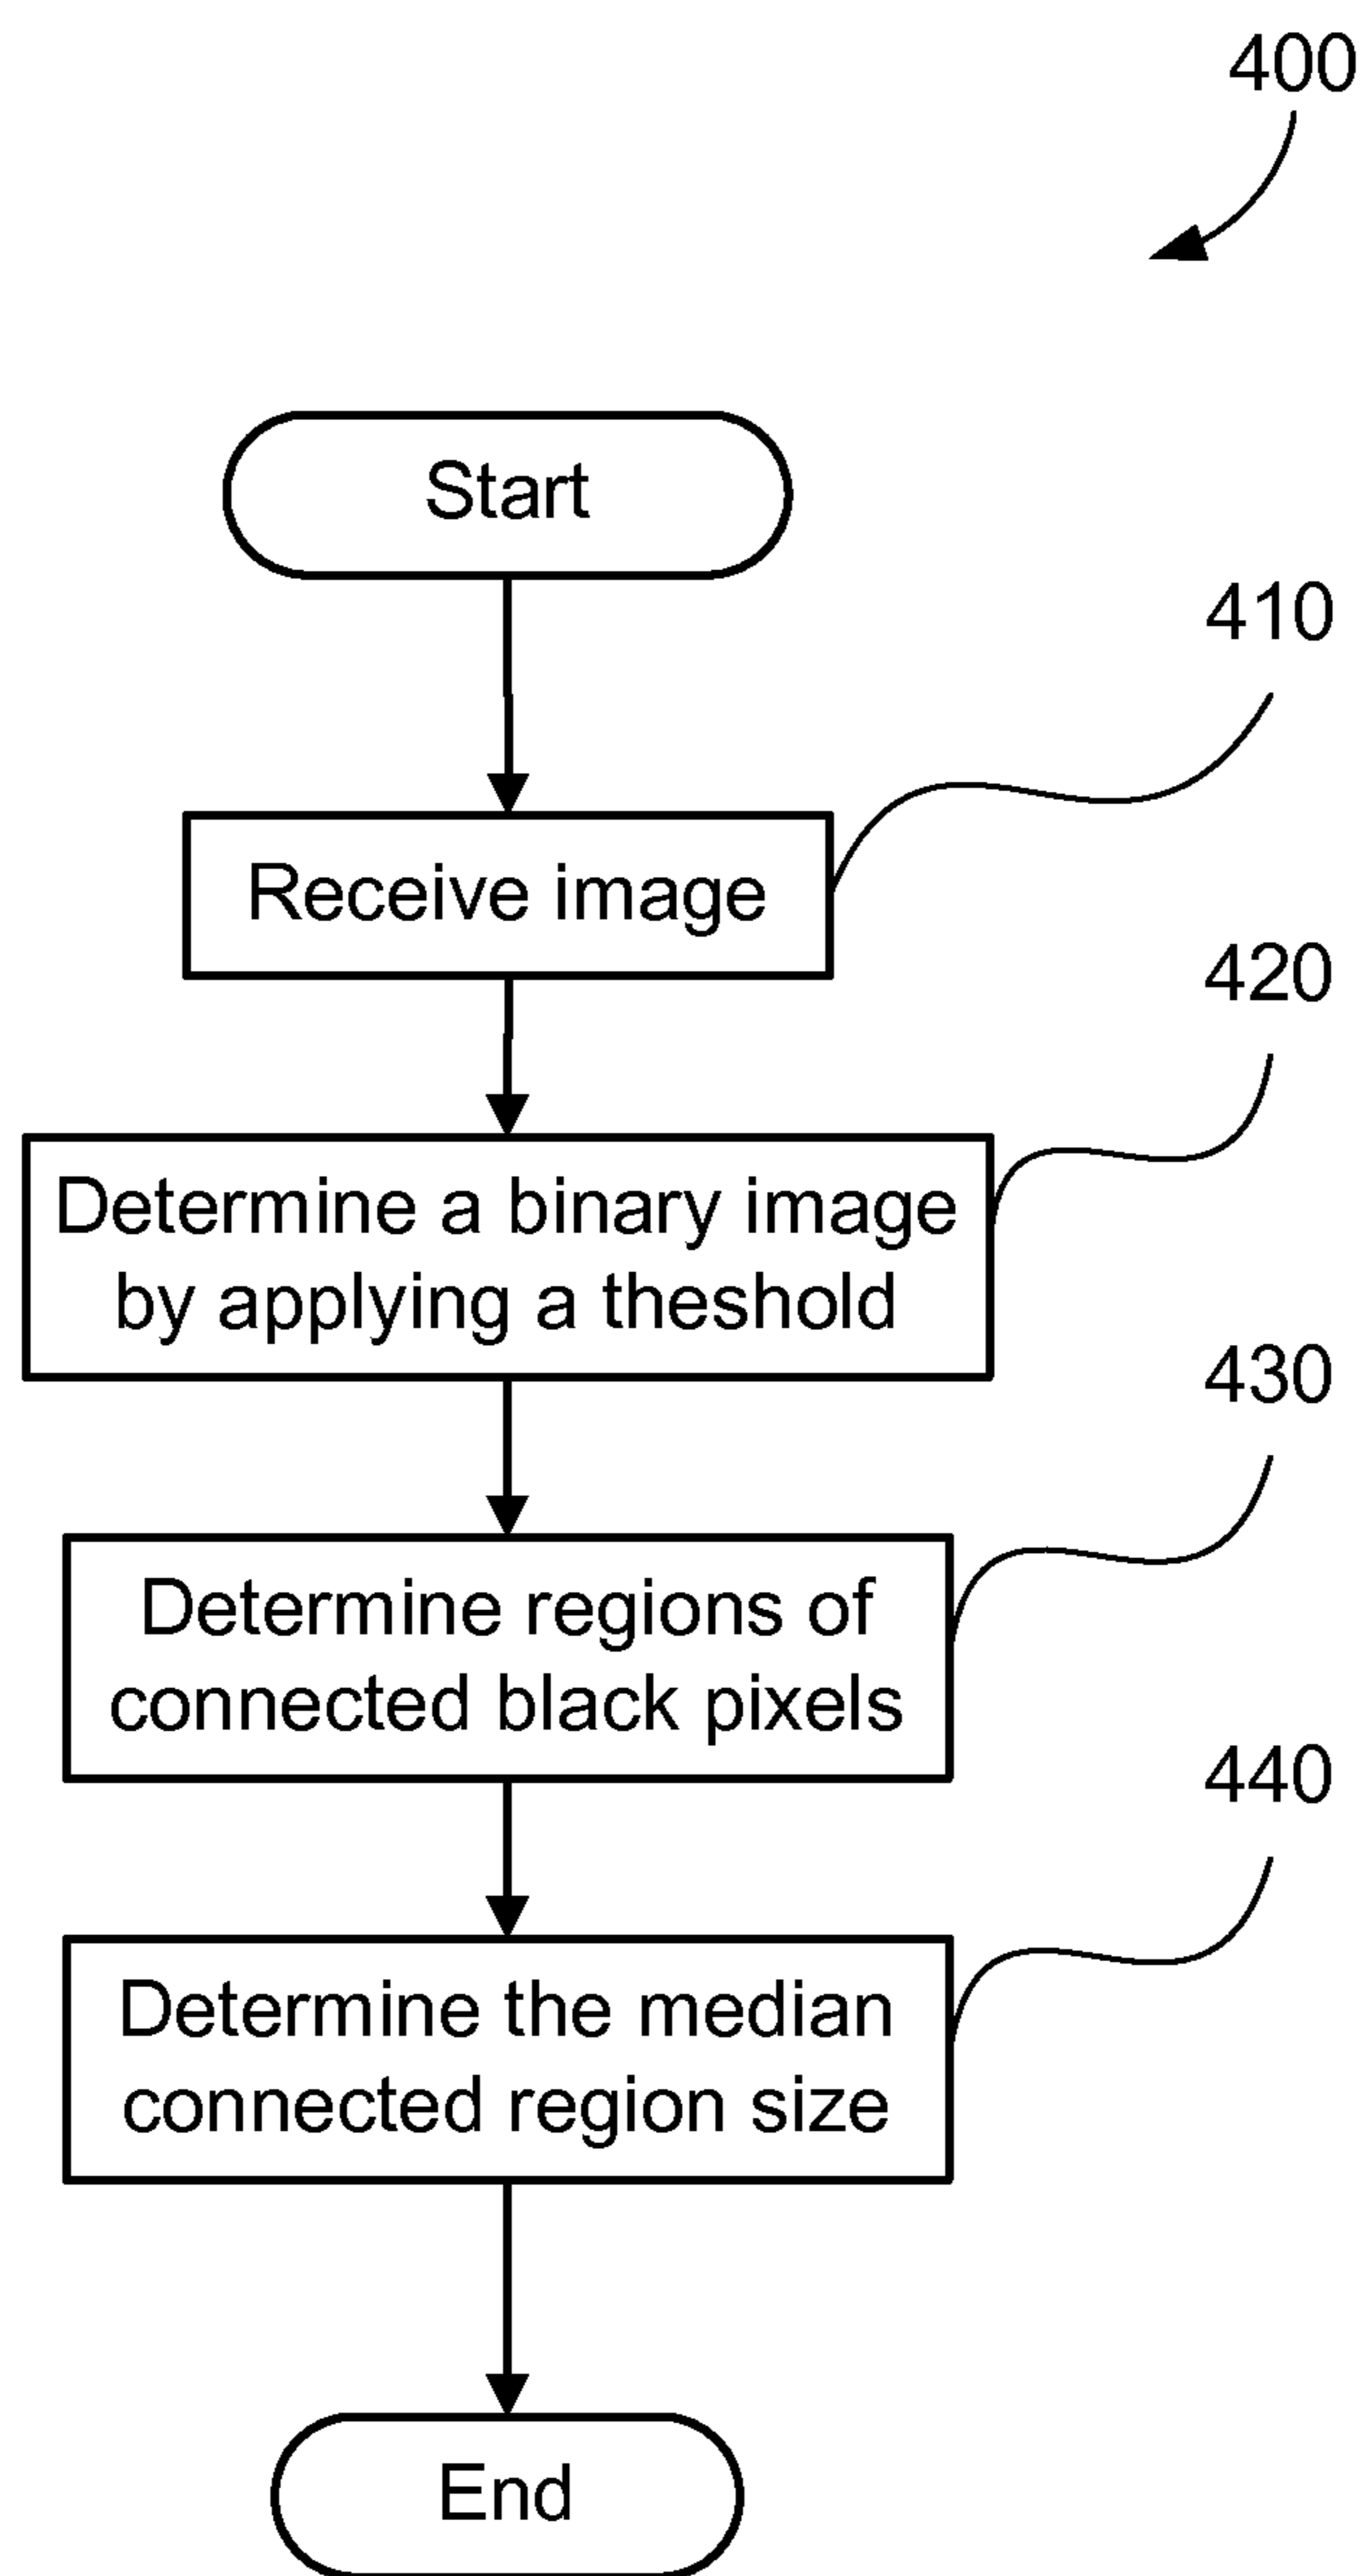 400
Start
410
Receive image
420
Determine a binary image
by applying a theshold
430
Determine regions of
connected black pixels
440
Determine the median
connected region size
End